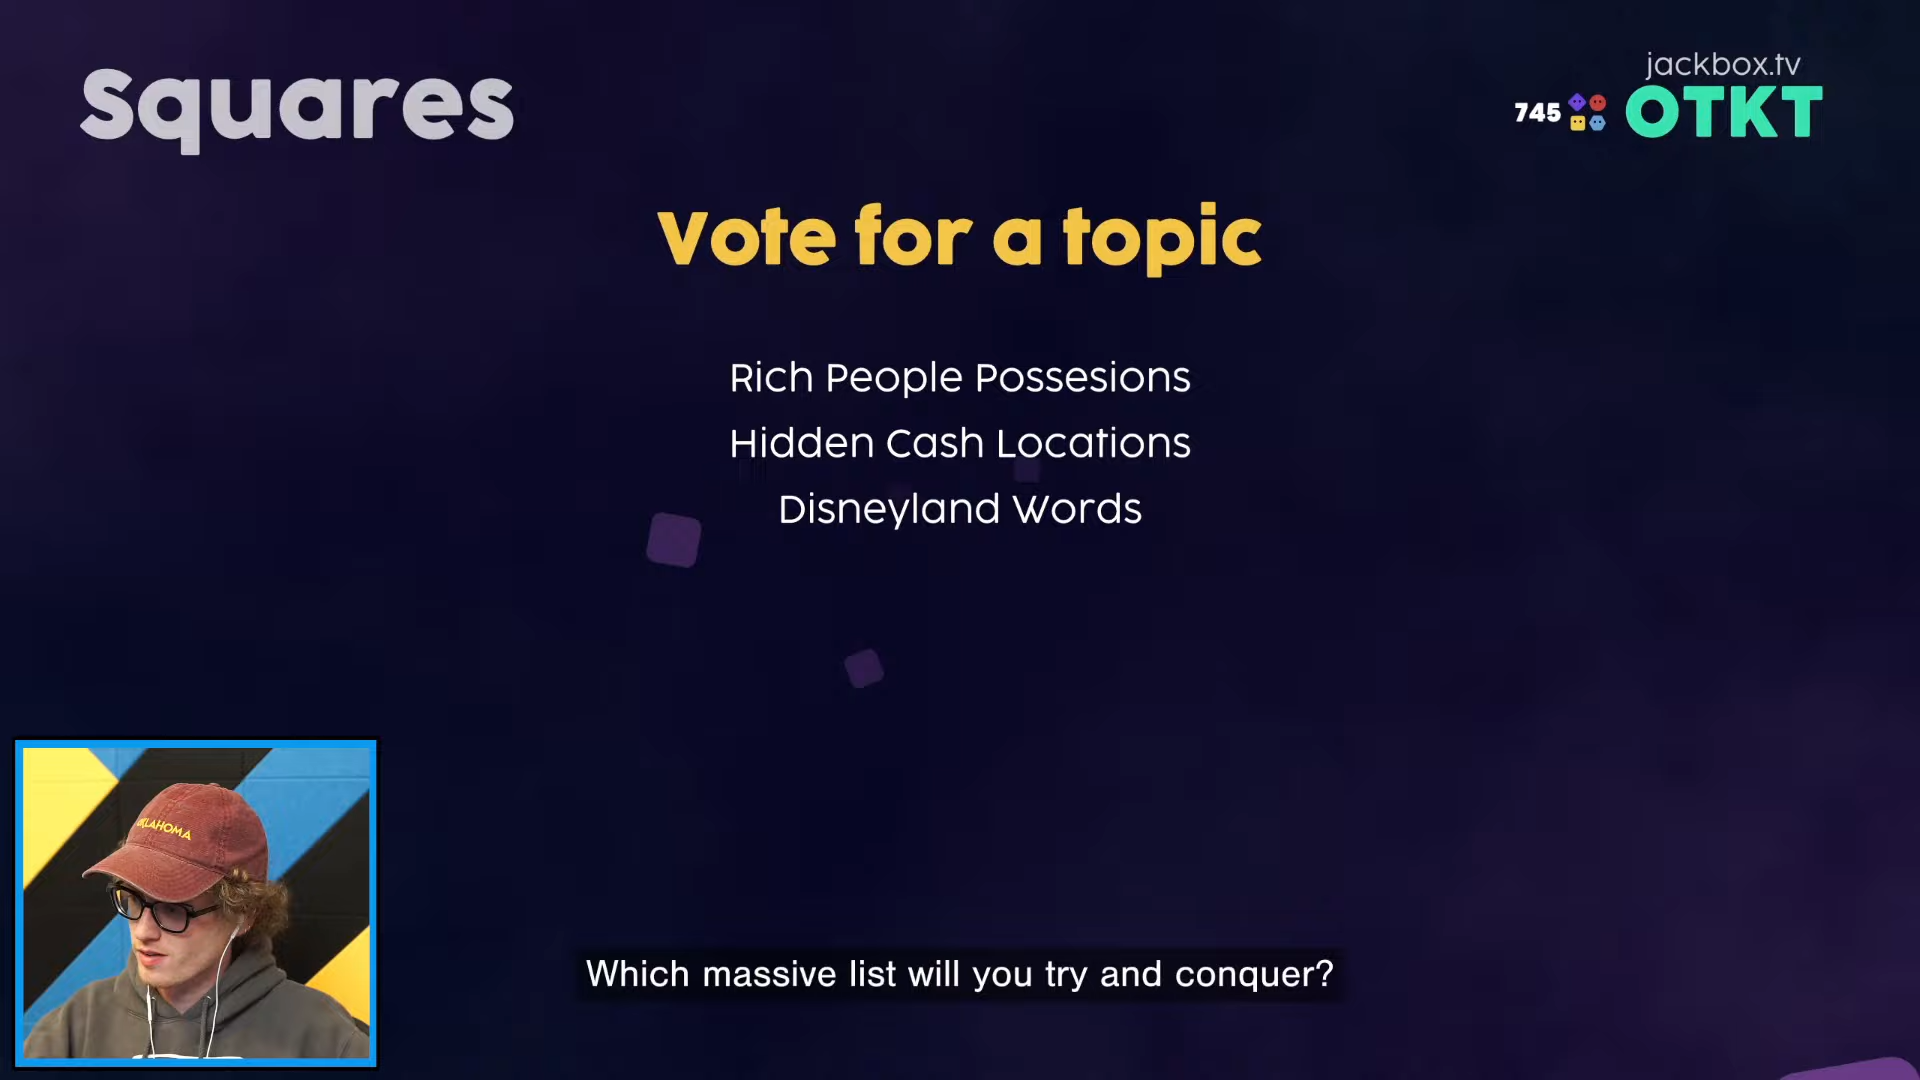 Squares
jackbox.tv
745
OTKT
Vote for a topic
Rich People Possesions
Hidden Cash Locations
Disneyland Words
OKLAHOMA
Which massive list will you try and conquer?